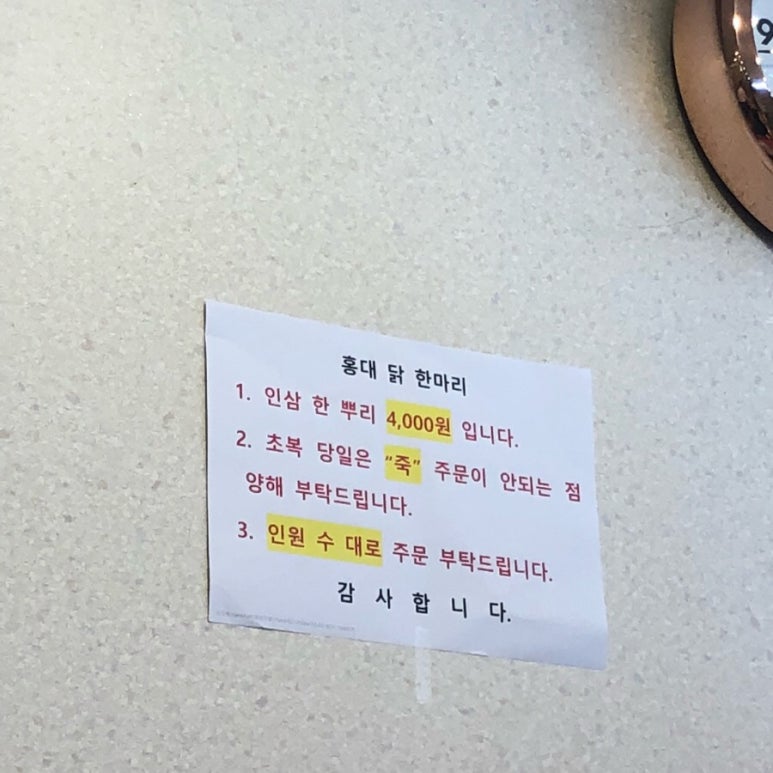 홍대 닭 한마리
1. 인삼 한 뿌리 4,000원 입니다.
2. 초복 당일은 “죽” 주문이 안되는 점
양해 부탁드립니다.
3. 인원 수 대로 주문 부탁드립니다.
감 사 합 니 다.
9